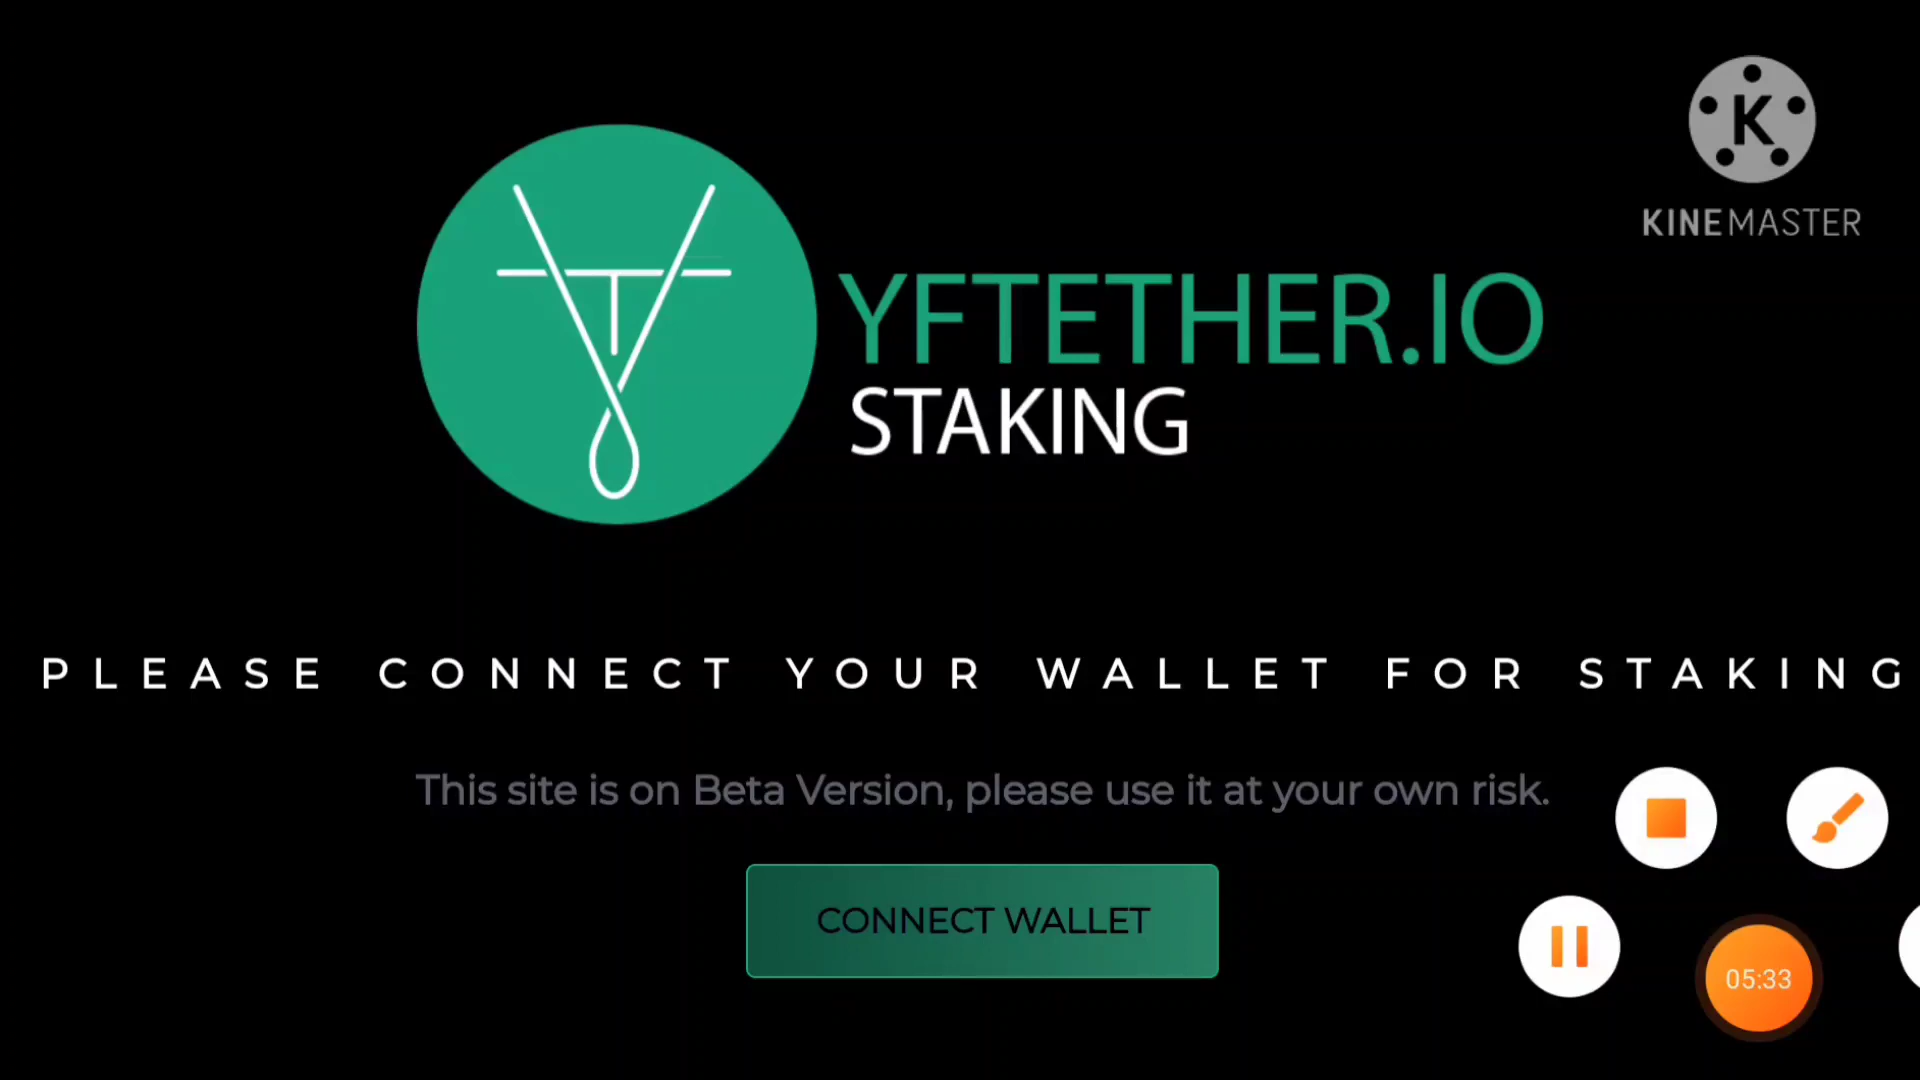 KINEMASTER
YFTETHER.IO
STAKING
PLEASE CONNECT YOUR WALLET FOR STAKING
This site is on Beta Version, please use it at your own risk.
CONNECT WALLET
05:33